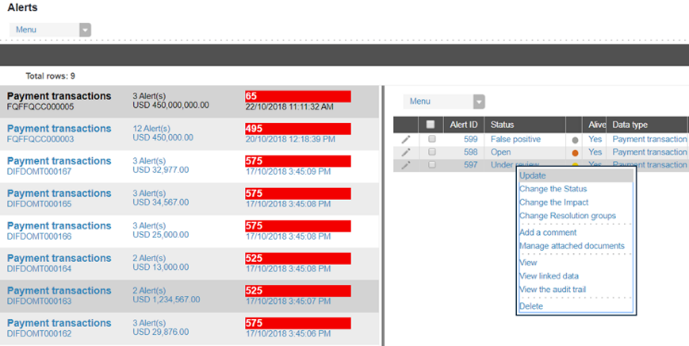 Alerts
Menu
Total rows: 9
Payment transactions 3 Alert(s) 65
FQFFQCC000005 USD 450,000,000.00 22/10/2018 11:11:32 AM
Payment transactions 12 Alert(s) 495
FQFFQCC000003 USD 450,000.00 20/10/2018 12:18:39 PM
Payment transactions 3 Alert(s) 575
DIFDOMT000167 USD 32,977.00 17/10/2018 3:45:09 PM
Payment transactions 3 Alert(s) 575
DIFDOMT000165 USD 34,567.00 17/10/2018 3:45:08 PM
Payment transactions 3 Alert(s) 575
DIFDOMT000166 USD 25,000.00 17/10/2018 3:45:08 PM
Payment transactions 2 Alert(s) 525
DIFDOMT000164 USD 13,000.00 17/10/2018 3:45:08 PM
Payment transactions 2 Alert(s) 525
DIFDOMT000163 USD 1,234,567.00 17/10/2018 3:45:07 PM
Payment transactions 3 Alert(s) 575
DIFDOMT000162 USD 29,876.00 17/10/2018 3:45:06 PM
Menu
Alert ID Status Alive Data type
599 False positive Yes Payment transaction
598 Open Yes Payment transaction
597 Under review Yes Payment transaction
Update
Change the Status
Change the Impact
Change Resolution groups
Add a comment
Manage attached documents
View
View linked data
View the audit trail
Delete